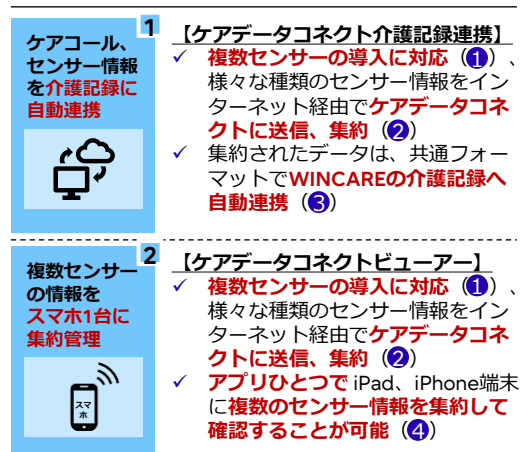 1
ケアコール、
センサー情報
を介護記録に
自動連携
【ケアデータコネクト介護記録連携】
✓ 複数センサーの導入に対応（❶）、
様々な種類のセンサー情報をイン
ターネット経由でケアデータコネ
クトに送信、集約（❷）
✓ 集約されたデータは、共通フォー
マットでWINCAREの介護記録へ
自動連携（❸）
2
複数センサー
の情報を
スマホ1台に
集約管理
スマ
ホ
【ケアデータコネクトビューアー】
✓ 複数センサーの導入に対応（❶）、
様々な種類のセンサー情報をイン
ターネット経由でケアデータコネ
クトに送信、集約（❷）
✓ アプリひとつで iPad、iPhone端末
に複数のセンサー情報を集約して
確認することが可能（❹）